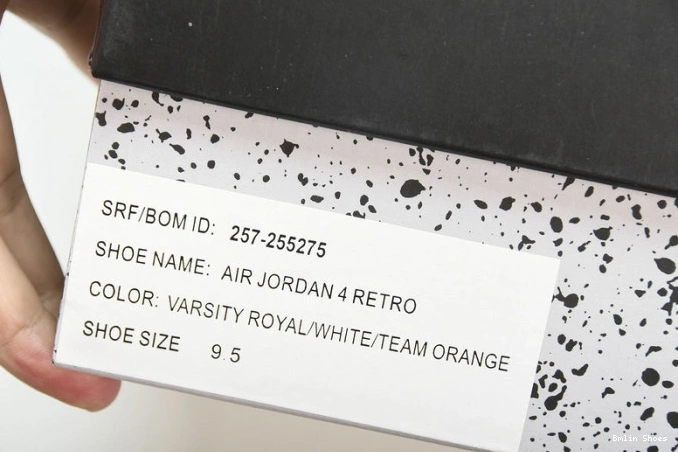 SRF/BOM ID: 257-255275
SHOE NAME: AIR JORDAN 4 RETRO
COLOR: VARSITY ROYAL/WHITE/TEAM ORANGE
SHOE SIZE 9.5
Bmlin Shoes